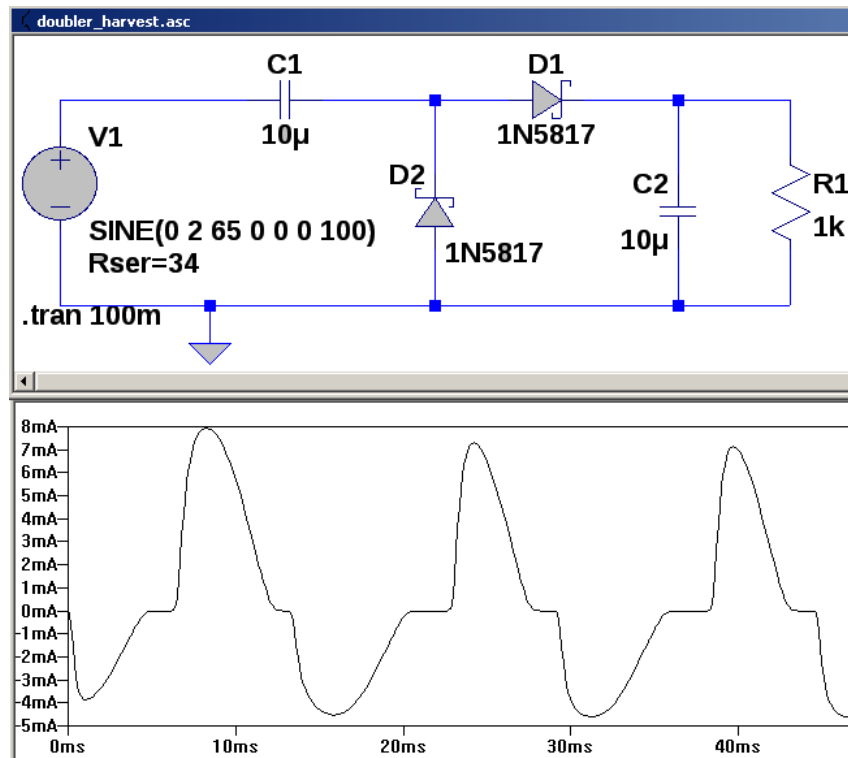 doubler_harvest.asc
C1
10µ
D1
1N5817
V1
+
−
SINE(0 2 65 0 0 0 100)
Rser=34
D2
1N5817
C2
10µ
R1
1k
.tran 100m
8mA
7mA
6mA
5mA
4mA
3mA
2mA
1mA
0mA
-1mA
-2mA
-3mA
-4mA
-5mA
0ms 10ms 20ms 30ms 40ms